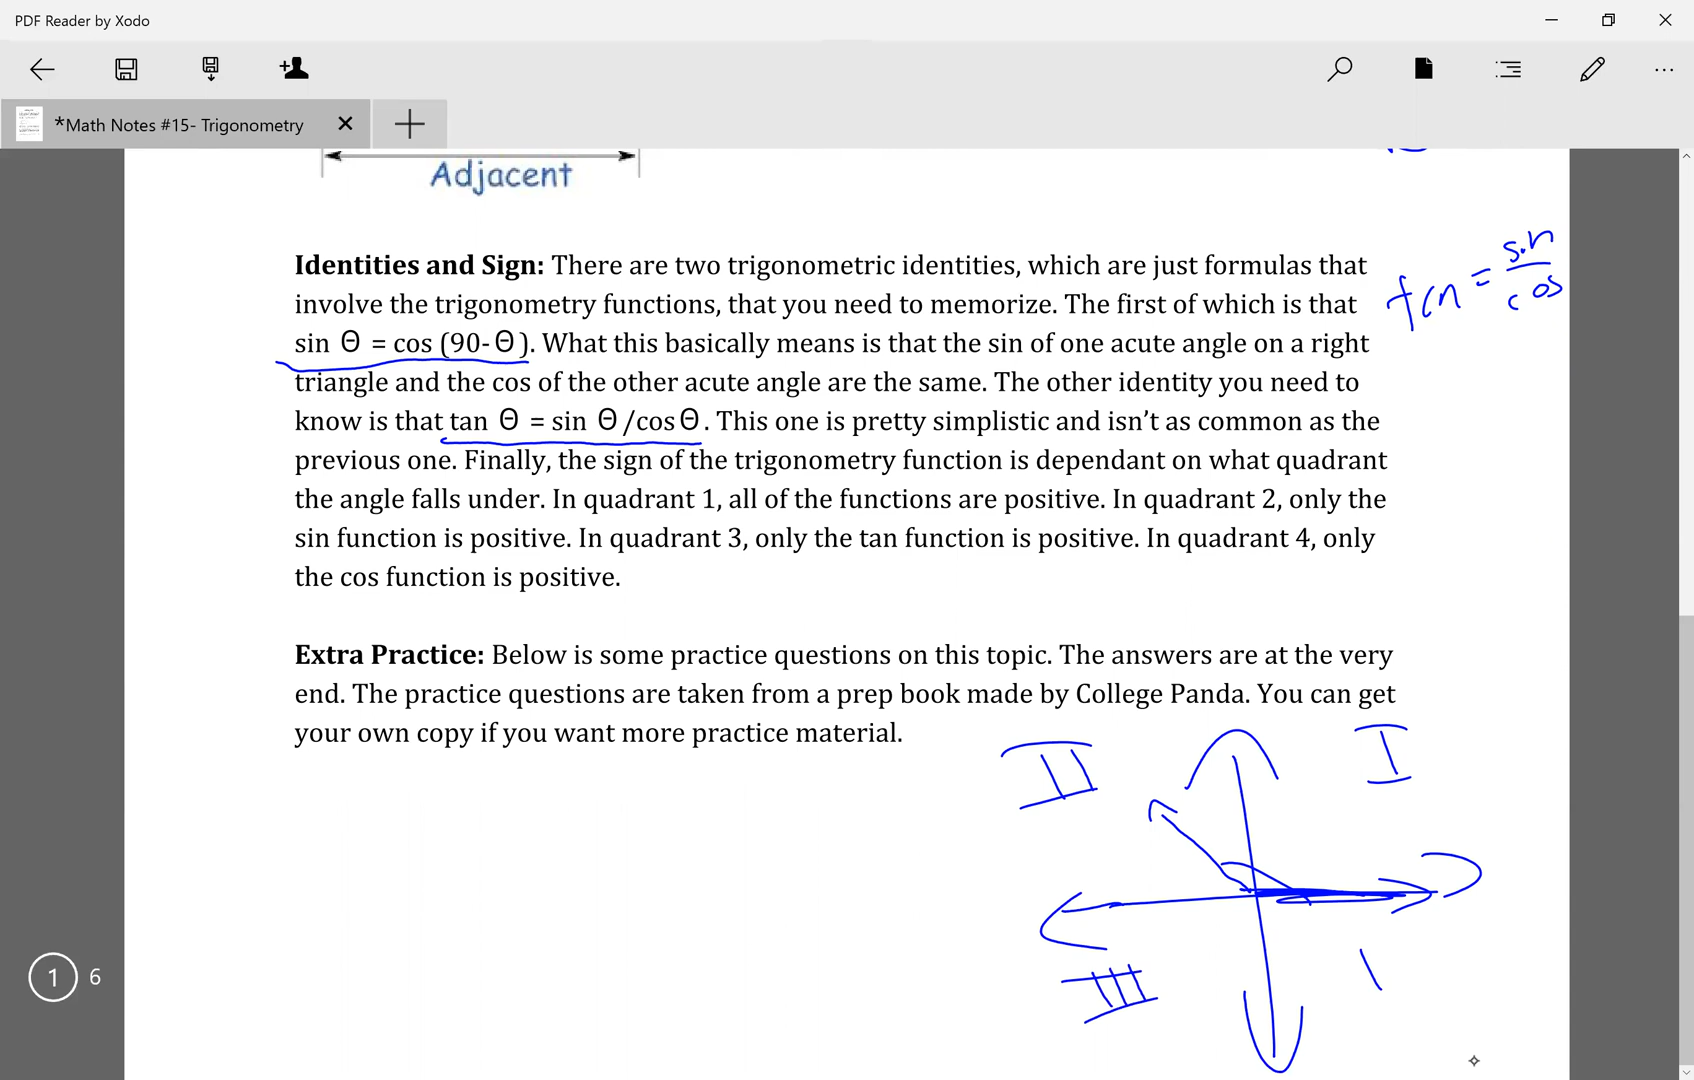 PDF Reader by Xodo
*Math Notes #15- Trigonometry
Adjacent
Identities and Sign: There are two trigonometric identities, which are just formulas that
involve the trigonometry functions, that you need to memorize. The first of which is that
sin Θ = cos (90-Θ). What this basically means is that the sin of one acute angle on a right
triangle and the cos of the other acute angle are the same. The other identity you need to
know is that tan Θ = sin Θ/cosΘ. This one is pretty simplistic and isn't as common as the
previous one. Finally, the sign of the trigonometry function is dependant on what quadrant
the angle falls under. In quadrant 1, all of the functions are positive. In quadrant 2, only the
sin function is positive. In quadrant 3, only the tan function is positive. In quadrant 4, only
the cos function is positive.
tan = sin
cos
Extra Practice: Below is some practice questions on this topic. The answers are at the very
end. The practice questions are taken from a prep book made by College Panda. You can get
your own copy if you want more practice material.
II I
III
1 6